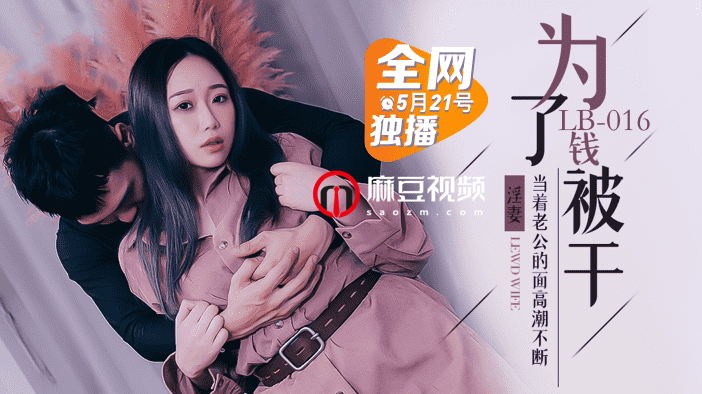 全网
5月21号
独播
麻豆视频
saozm.com
为了钱被干
LB-016
淫妻
LEWD WIFE
当着老公的面高潮不断